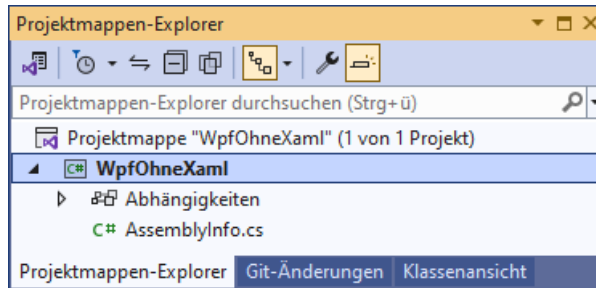 Projektmappen-Explorer
Projektmappen-Explorer durchsuchen (Strg+ü)
Projektmappe "WpfOhneXaml" (1 von 1 Projekt)
C# WpfOhneXaml
Abhängigkeiten
C# AssemblyInfo.cs
Projektmappen-Explorer Git-Änderungen Klassenansicht